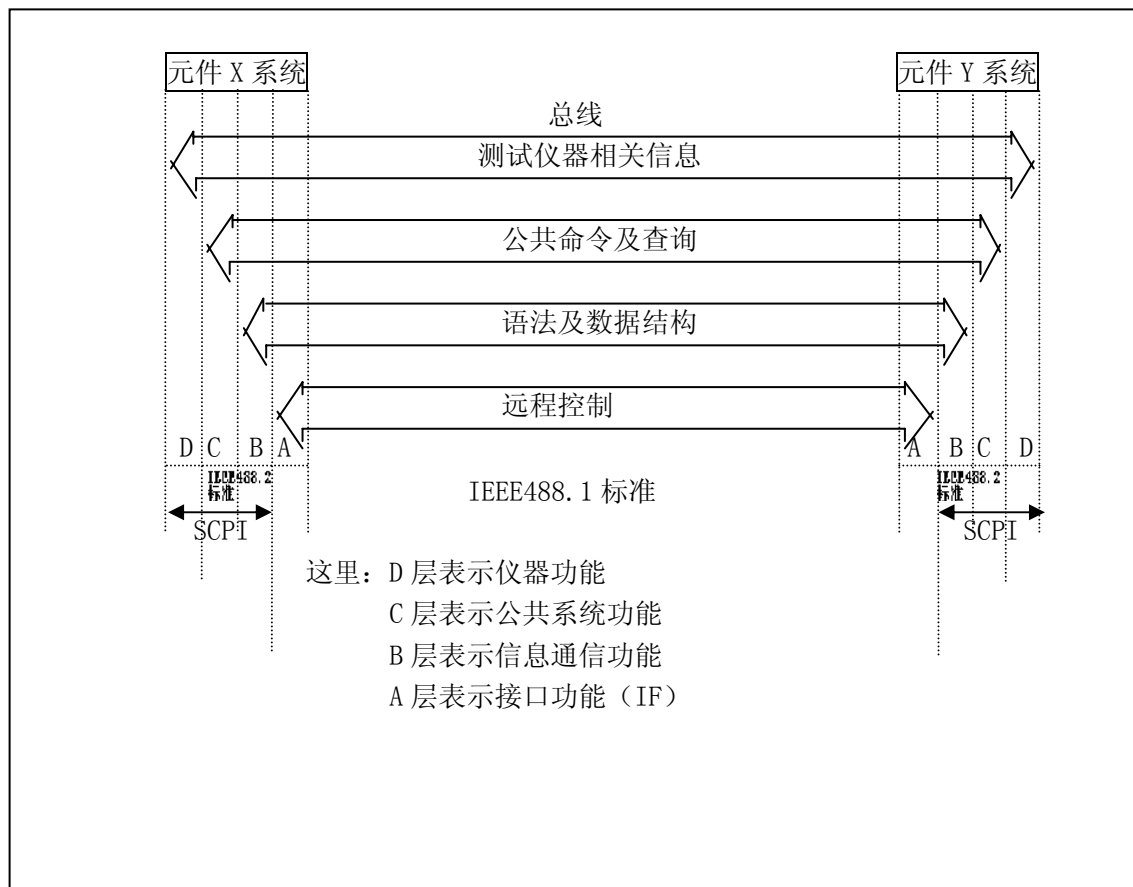 元件 X 系统
元件 Y 系统
总线
测试仪器相关信息
公共命令及查询
语法及数据结构
远程控制
D C B A
A B C D
IEEE488.2
标准
IEEE488.1 标准
IEEE488.2
标准
SCPI
SCPI
这里：D 层表示仪器功能
C 层表示公共系统功能
B 层表示信息通信功能
A 层表示接口功能（IF）